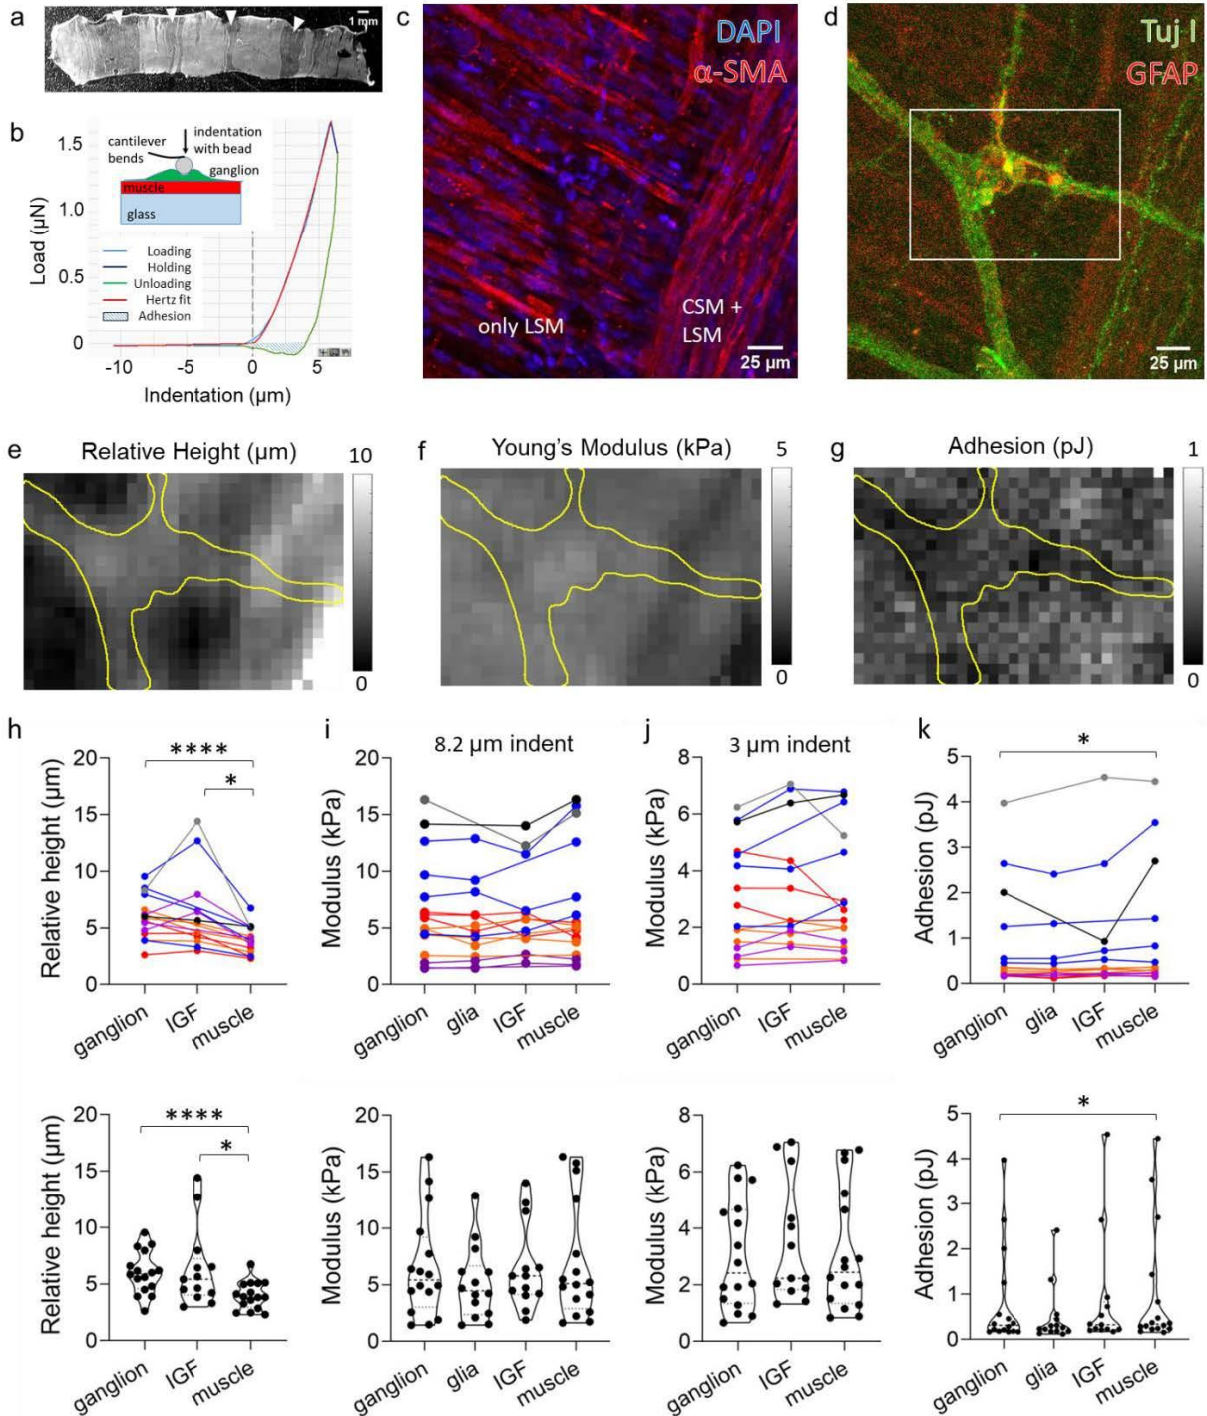 a
1 mm
b
Load (µN)
1.5
1.0
0.5
0
cantilever
bends
indentation
with bead
ganglion
muscle
glass
Loading
Holding
Unloading
Hertz fit
Adhesion
-10
-5
0
5
Indentation (µm)
c
DAPI
α-SMA
only LSM
CSM +
LSM
25 µm
d
Tuj I
GFAP
25 µm
e
Relative Height (µm)
10
0
f
Young's Modulus (kPa)
5
0
g
Adhesion (pJ)
1
0
h
Relative height (µm)
20
15
10
5
0
****
*
ganglion
IGF
muscle
i
8.2 µm indent
Modulus (kPa)
20
15
10
5
0
ganglion
glia
IGF
muscle
j
3 µm indent
Modulus (kPa)
8
6
4
2
0
ganglion
IGF
muscle
k
Adhesion (pJ)
5
4
3
2
1
0
*
ganglion
glia
IGF
muscle
Relative height (µm)
20
15
10
5
0
****
*
ganglion
IGF
muscle
Modulus (kPa)
20
15
10
5
0
ganglion
glia
IGF
muscle
Modulus (kPa)
8
6
4
2
0
ganglion
IGF
muscle
Adhesion (pJ)
5
4
3
2
1
0
*
ganglion
glia
IGF
muscle